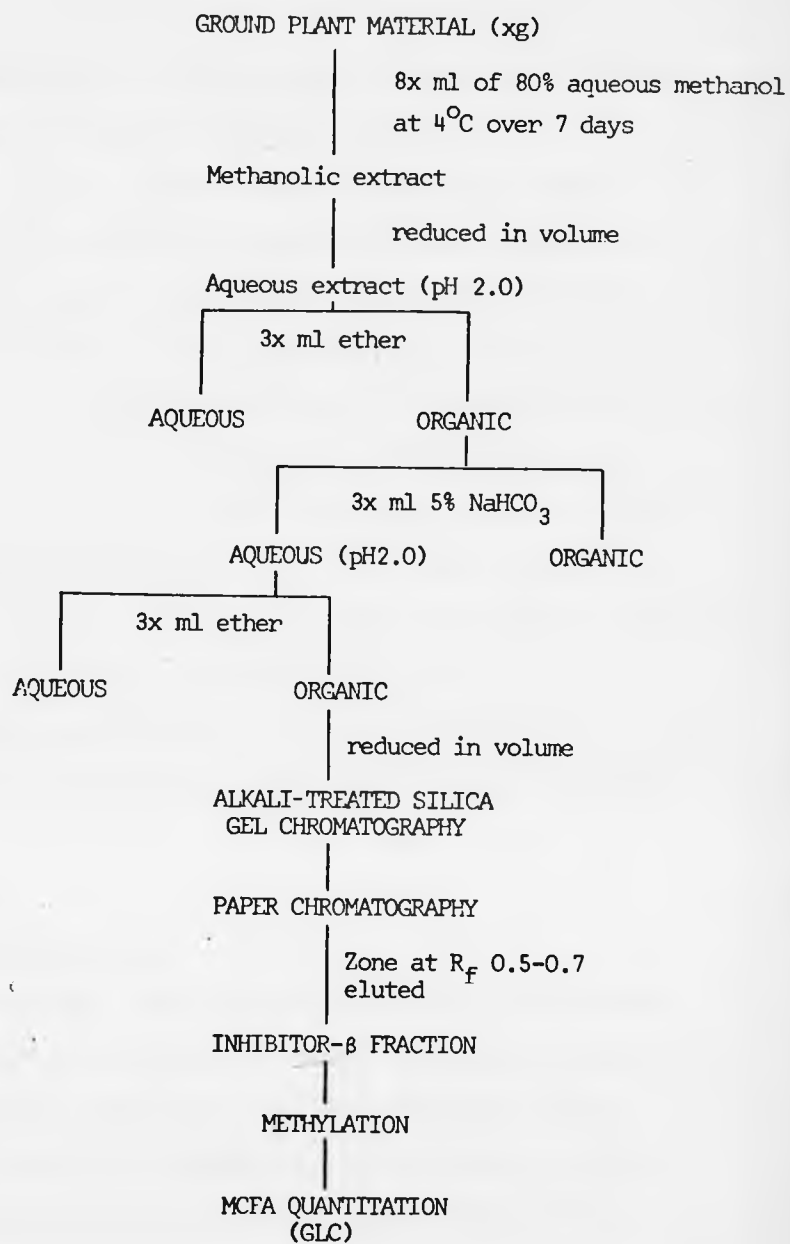 GROUND PLANT MATERIAL (xg)
8x ml of 80% aqueous methanol
at 4°C over 7 days
Methanolic extract
reduced in volume
Aqueous extract (pH 2.0)
3x ml ether
AQUEOUS
ORGANIC
3x ml 5% NaHCO3
AQUEOUS (pH2.0)
ORGANIC
3x ml ether
AQUEOUS
ORGANIC
reduced in volume
ALKALI-TREATED SILICA
GEL CHROMATOGRAPHY
PAPER CHROMATOGRAPHY
Zone at Rf 0.5-0.7
eluted
INHIBITOR-β FRACTION
METHYLATION
MCFA QUANTITATION
(GLC)